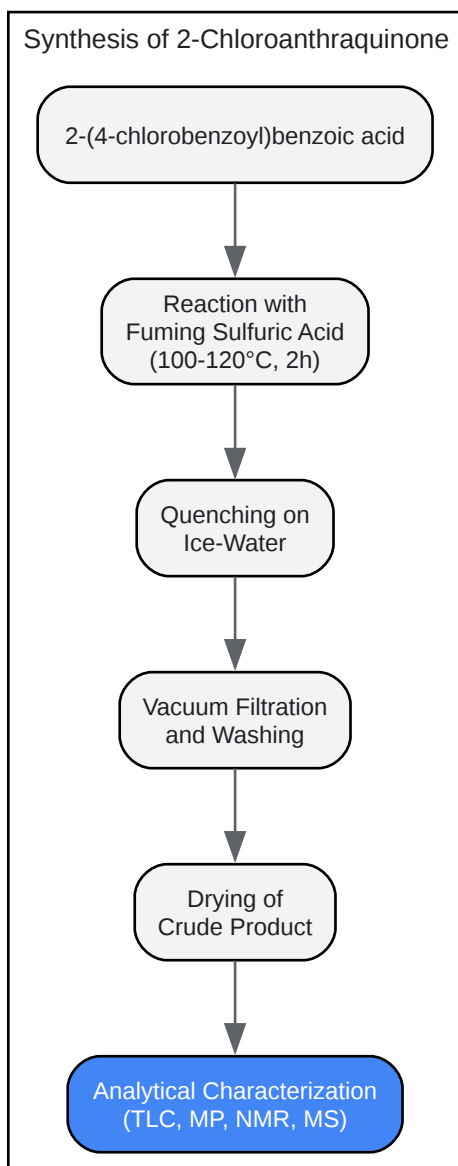 Synthesis of 2-Chloroanthraquinone
2-(4-chlorobenzoyl)benzoic acid
Reaction with
Fuming Sulfuric Acid
(100-120°C, 2h)
Quenching on
Ice-Water
Vacuum Filtration
and Washing
Drying of
Crude Product
Analytical Characterization
(TLC, MP, NMR, MS)